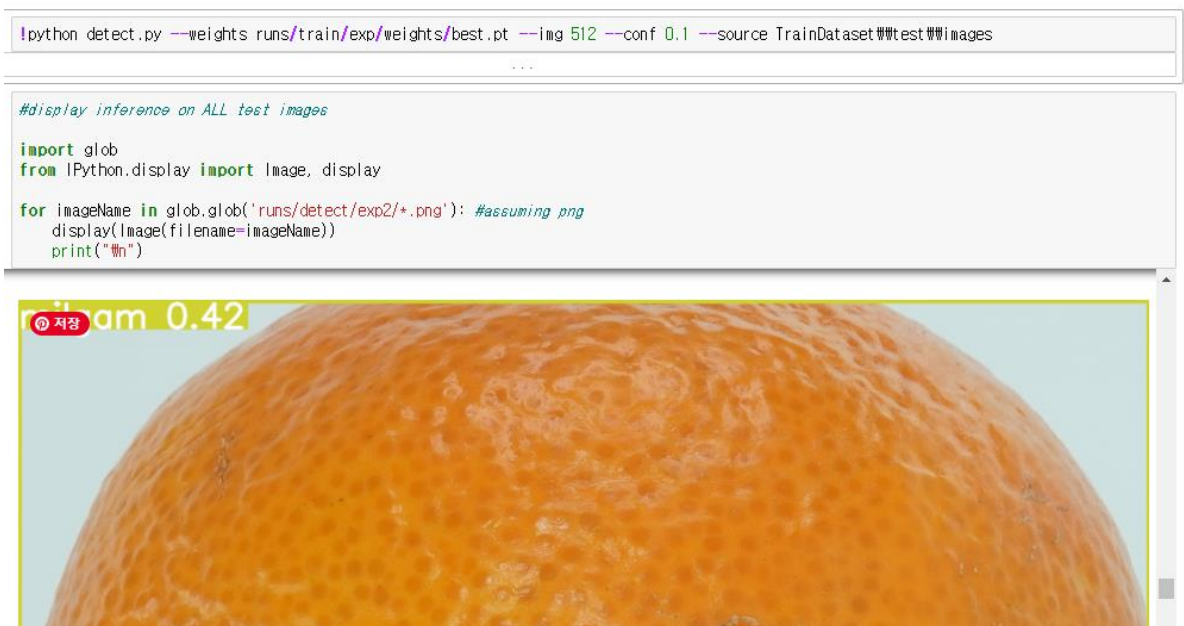 !python detect.py --weights runs/train/exp/weights/best.pt --img 512 --conf 0.1 --source TrainDataset₩₩test₩₩images
...
#display inference on ALL test images
import glob
from IPython.display import Image, display
for imageName in glob.glob('runs/detect/exp2/*.png'): #assuming png
display(Image(filename=imageName))
print("₩n")
0.42
저장